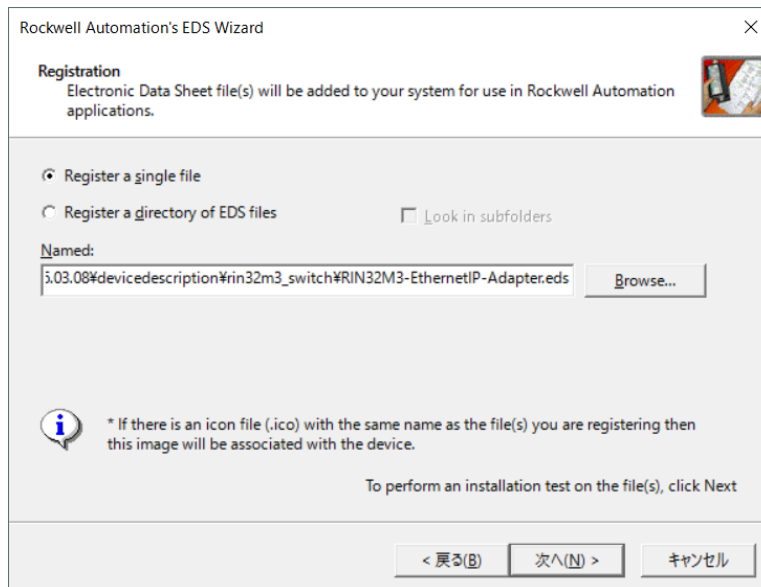 Rockwell Automation's EDS Wizard
Registration
Electronic Data Sheet file(s) will be added to your system for use in Rockwell Automation
applications.
Register a single file
Register a directory of EDS files
Look in subfolders
Named:
.03.08¥devicedescription¥rin32m3_switch¥RIN32M3-EthernetIP-Adapter.eds
Browse...
* If there is an icon file (.ico) with the same name as the file(s) you are registering then
this image will be associated with the device.
To perform an installation test on the file(s), click Next
< 戻る(B)
次へ(N) >
キャンセル